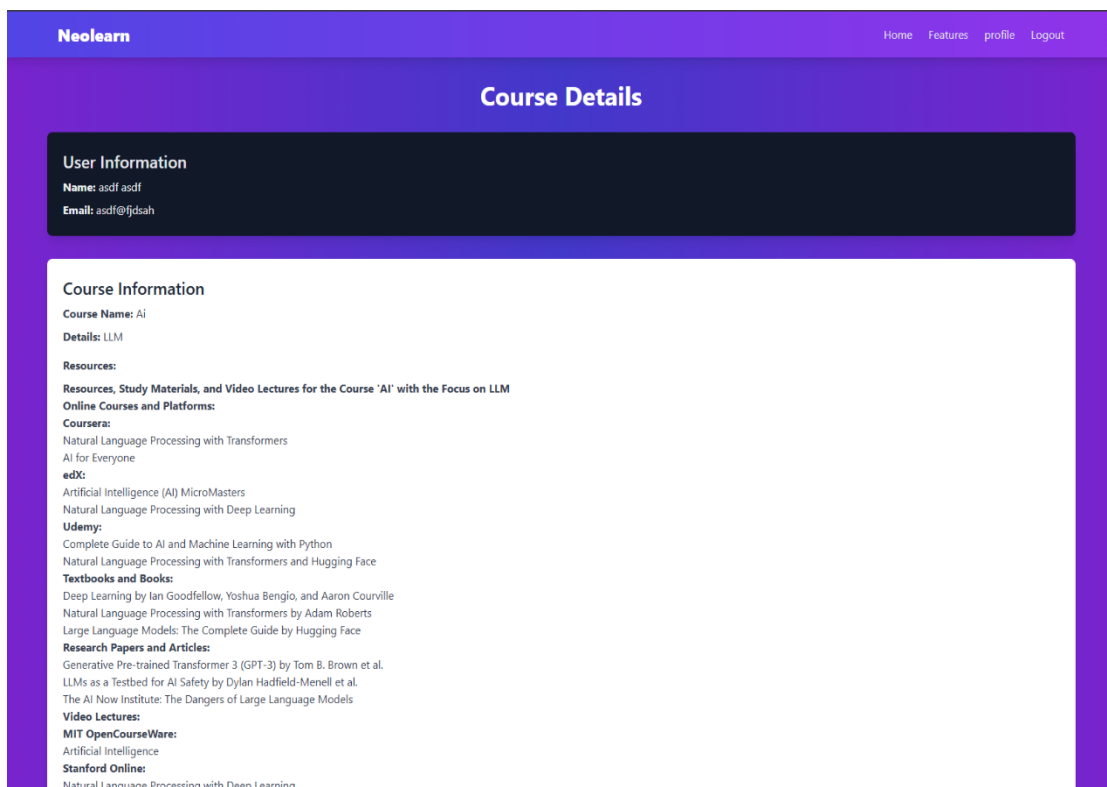 Neolearn
Home Features profile Logout
Course Details
User Information
Name: asdf asdf
Email: asdf@fjdsah
Course Information
Course Name: Ai
Details: LLM
Resources:
Resources, Study Materials, and Video Lectures for the Course 'AI' with the Focus on LLM
Online Courses and Platforms:
Coursera:
Natural Language Processing with Transformers
AI for Everyone
edX:
Artificial Intelligence (AI) MicroMasters
Natural Language Processing with Deep Learning
Udemy:
Complete Guide to AI and Machine Learning with Python
Natural Language Processing with Transformers and Hugging Face
Textbooks and Books:
Deep Learning by Ian Goodfellow, Yoshua Bengio, and Aaron Courville
Natural Language Processing with Transformers by Adam Roberts
Large Language Models: The Complete Guide by Hugging Face
Research Papers and Articles:
Generative Pre-trained Transformer 3 (GPT-3) by Tom B. Brown et al.
LLMs as a Testbed for AI Safety by Dylan Hadfield-Menell et al.
The AI Now Institute: The Dangers of Large Language Models
Video Lectures:
MIT OpenCourseWare:
Artificial Intelligence
Stanford Online:
Natural Language Processing with Deep Learning